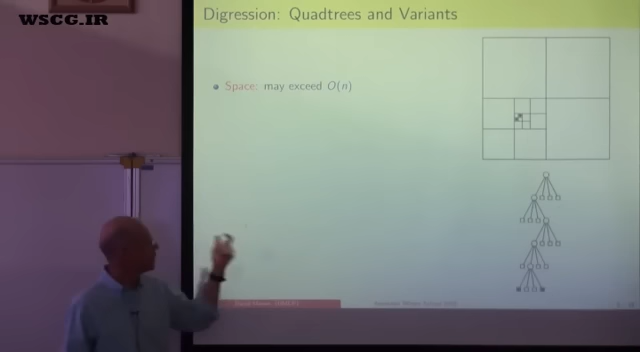 WSCG.IR
Digression: Quadtrees and Variants
Space: may exceed O(n)